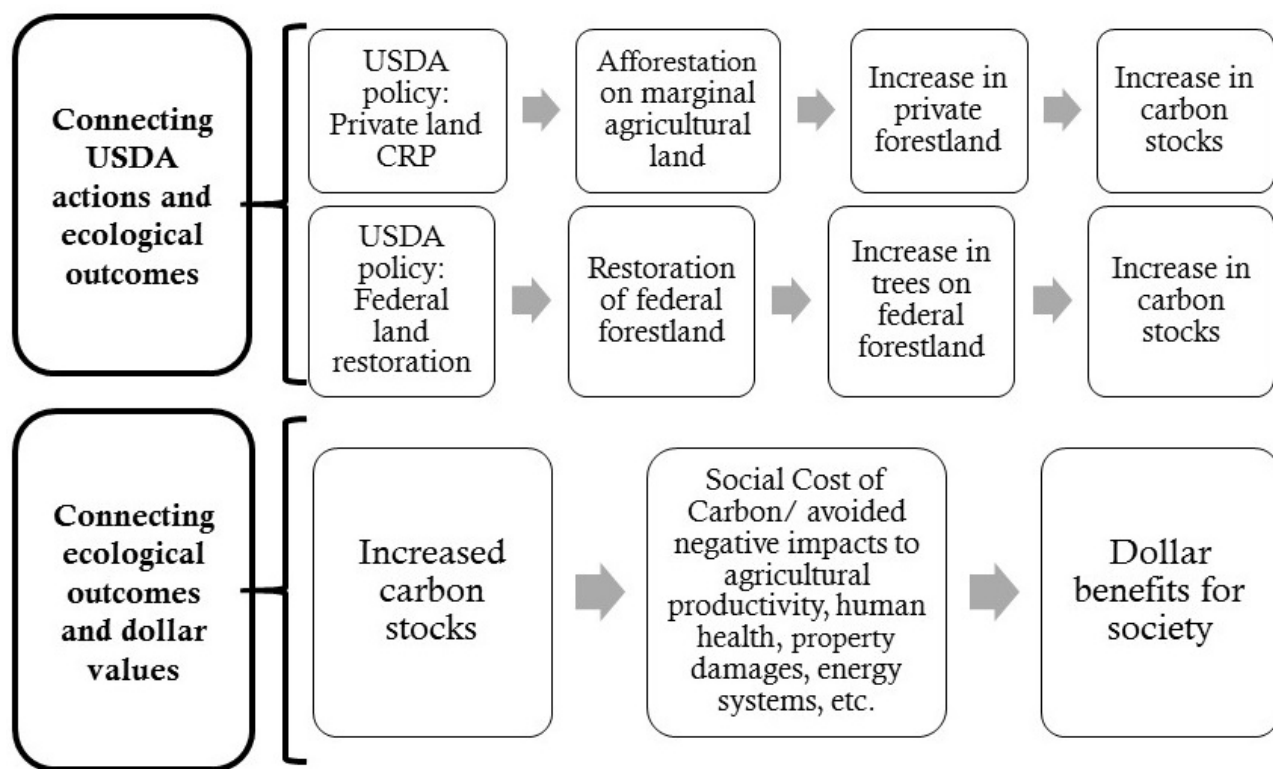 Connecting
USDA
actions and
ecological
outcomes
USDA
policy:
Private land
CRP
Afforestation
on marginal
agricultural
land
Increase in
private
forestland
Increase in
carbon
stocks
USDA
policy:
Federal
land
restoration
Restoration
of federal
forestland
Increase in
trees on
federal
forestland
Increase in
carbon
stocks
Connecting
ecological
outcomes
and dollar
values
Increased
carbon
stocks
Social Cost of
Carbon/ avoided
negative impacts to
agricultural
productivity, human
health, property
damages, energy
systems, etc.
Dollar
benefits for
society